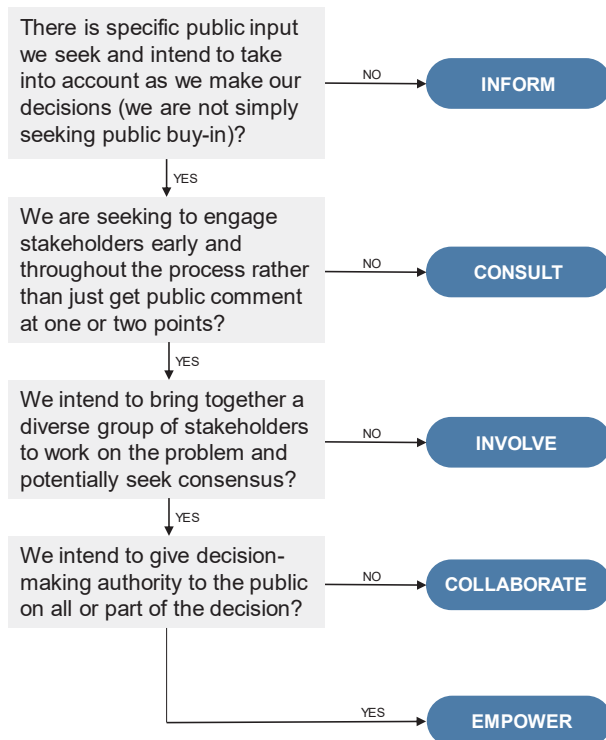 There is specific public input
we seek and intend to take
into account as we make our
decisions (we are not simply
seeking public buy-in)?
NO
INFORM
YES
We are seeking to engage
stakeholders early and
throughout the process rather
than just get public comment
at one or two points?
NO
CONSULT
YES
We intend to bring together a
diverse group of stakeholders
to work on the problem and
potentially seek consensus?
NO
INVOLVE
YES
We intend to give decision-
making authority to the public
on all or part of the decision?
NO
COLLABORATE
YES
EMPOWER